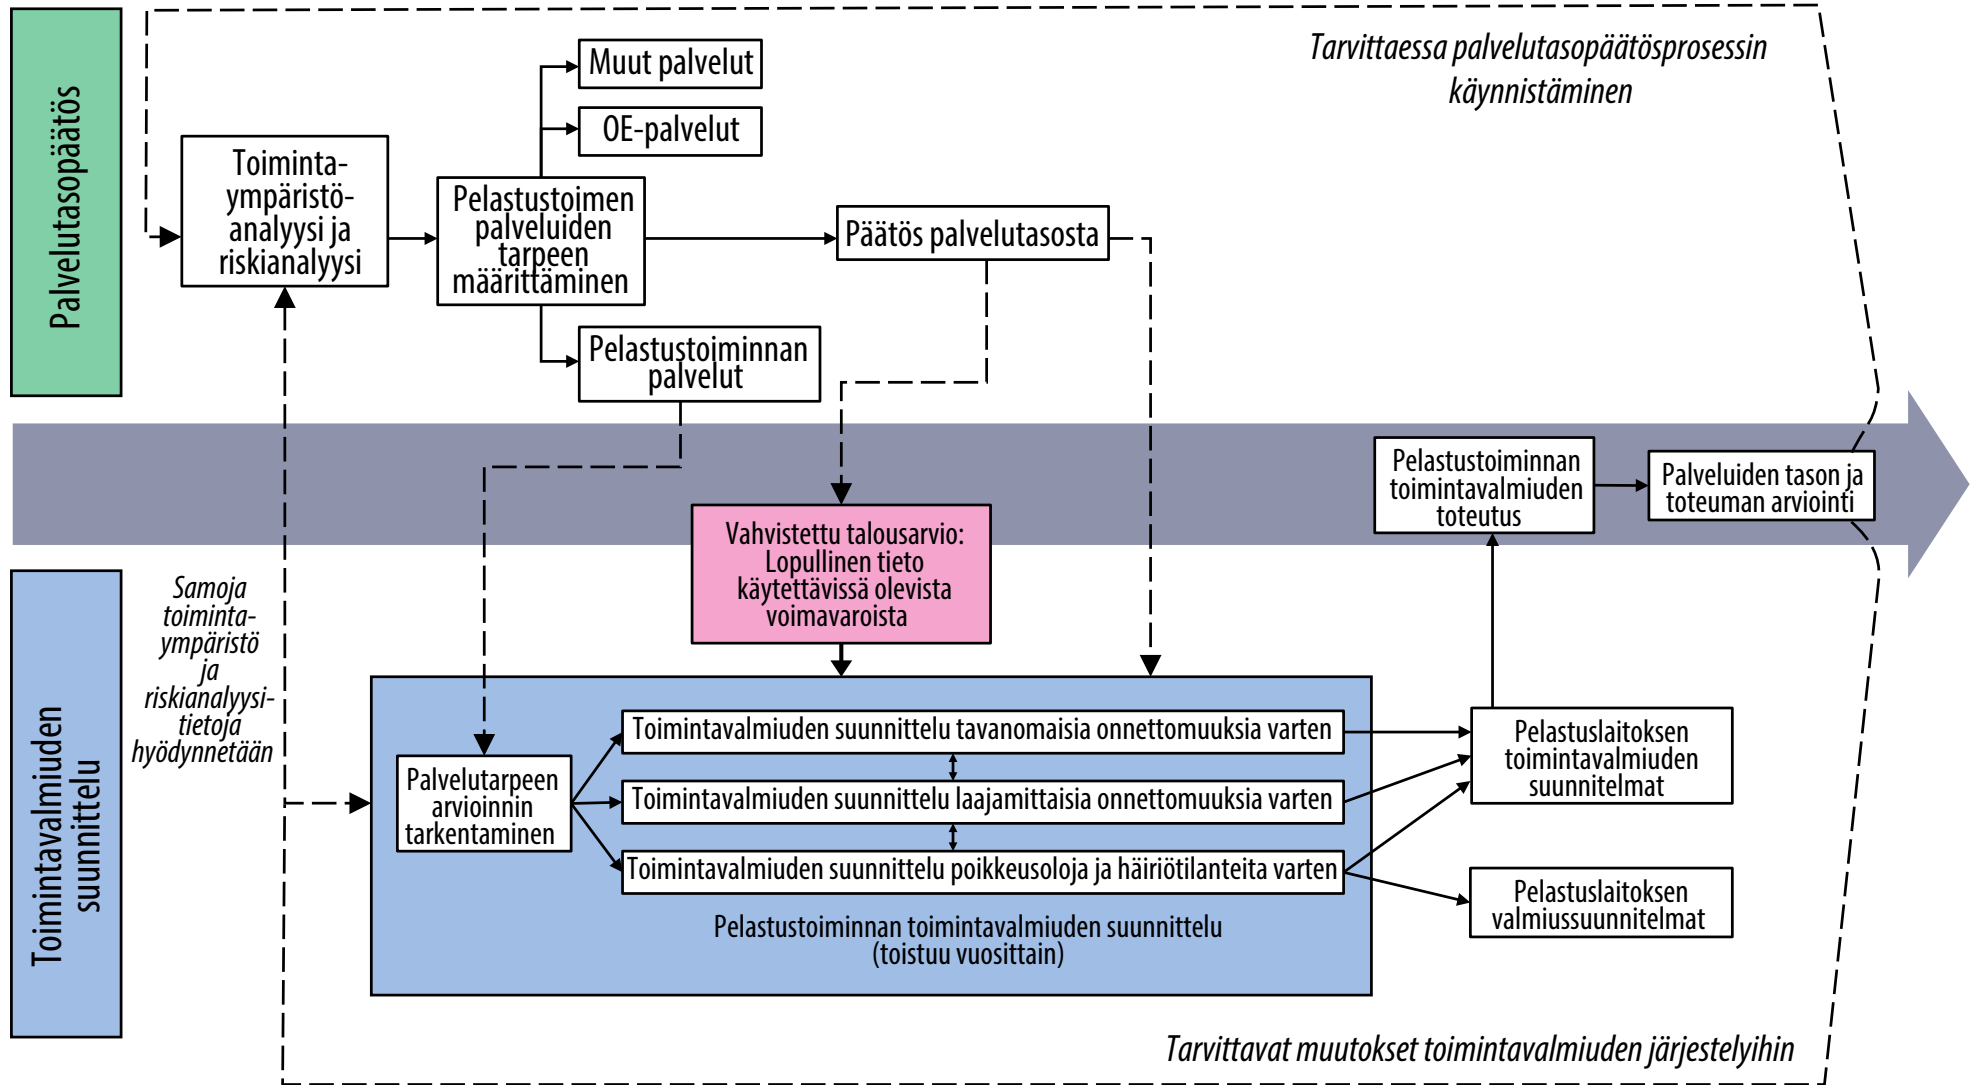 Palvelutasopäätös
Tarvittaessa palvelutasopäätösprosessin
käynnistäminen
Muut palvelut
OE-palvelut
Toiminta-
ympäristö-
analyysi ja
riskianalyysi
Pelastustoimen
palveluiden
tarpeen
määrittäminen
Päätös palvelutasosta
Pelastustoiminnan
palvelut
Pelastustoiminnan
toimintavalmiuden
toteutus
Palveluiden tason ja
toteuman arviointi
Vahvistettu talousarvio:
Lopullinen tieto
käytettävissä olevista
voimavaroista
Toimintavalmiuden
suunnittelu
Samoja
toiminta-
ympäristö
ja
riskianalyysi-
tietoja
hyödynnetään
Palvelutarpeen
arvioinnin
tarkentaminen
Toimintavalmiuden suunnittelu tavanomaisia onnettomuuksia varten
Toimintavalmiuden suunnittelu laajamittaisia onnettomuuksia varten
Toimintavalmiuden suunnittelu poikkeusoloja ja häiriötilanteita varten
Pelastustoiminnan toimintavalmiuden suunnittelu
(toistuu vuosittain)
Pelastuslaitoksen
toimintavalmiuden
suunnitelmat
Pelastuslaitoksen
valmiussuunnitelmat
Tarvittavat muutokset toimintavalmiuden järjestelyihin